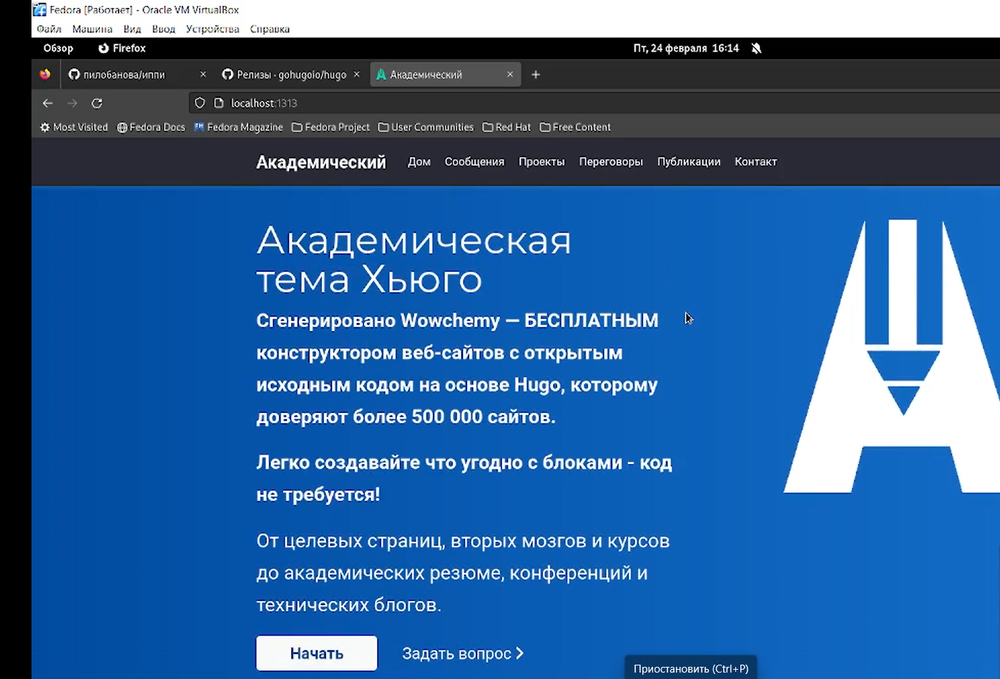 Fedora [Работает] - Oracle VM VirtualBox
Файл Машина Вид Ввод Устройства Справка
Обзор Firefox Пт, 24 февраля 16:14
пилобанова/иппи × Релизы · gohugoio/hugo × Академический × +
localhost:1313
Most Visited Fedora Docs Fedora Magazine Fedora Project User Communities Red Hat Free Content
Академический Дом Сообщения Проекты Переговоры Публикации Контакт
Академическая
тема Хьюго
Сгенерировано Wowchemy — БЕСПЛАТНЫМ
конструктором веб-сайтов с открытым
исходным кодом на основе Hugo, которому
доверяют более 500 000 сайтов.
Легко создавайте что угодно с блоками - код
не требуется!
От целевых страниц, вторых мозгов и курсов
до академических резюме, конференций и
технических блогов.
Начать Задать вопрос
Приостановить (Ctrl+P)